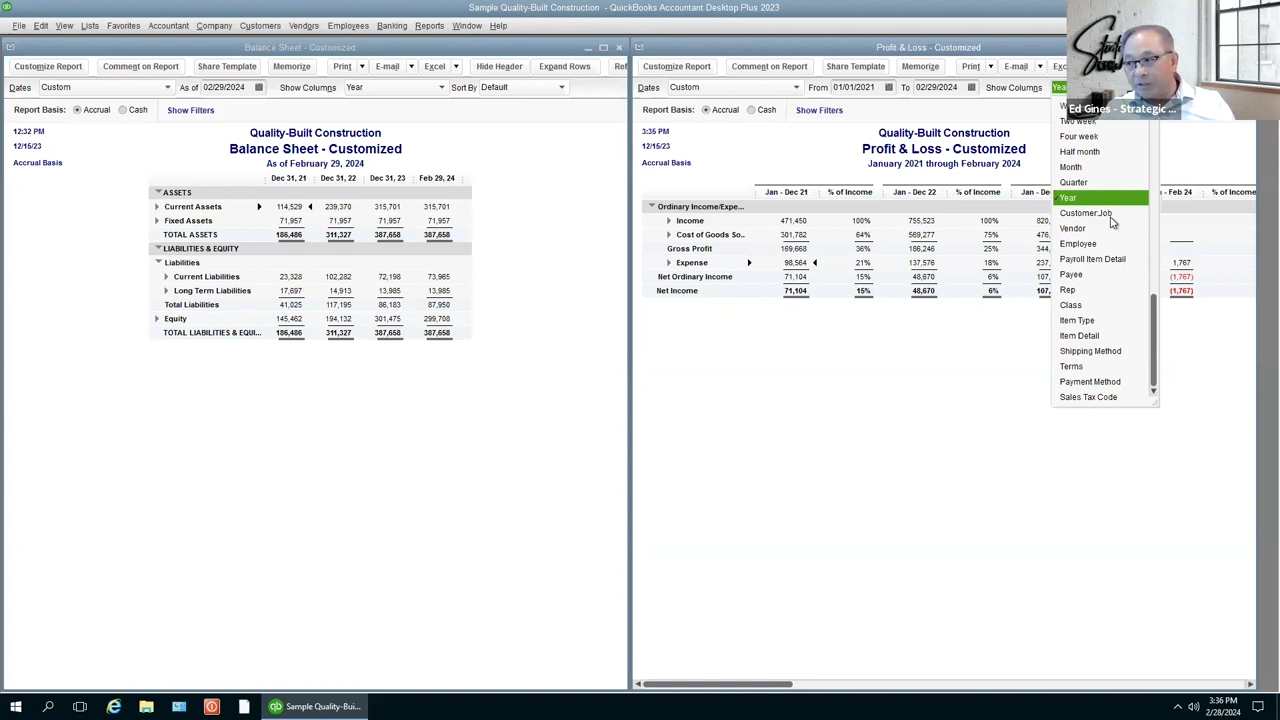 Sample Quality-Built Construction - QuickBooks Accountant Desktop Plus 2023
File Edit View Lists Favorites Accountant Company Customers Vendors Employees Banking Reports Window Help
Balance Sheet - Customized
Customize Report Comment on Report Share Template Memorize Print E-mail Excel Hide Header Expand Rows Ref
Dates Custom As of 02/29/2024 Show Columns Year Sort By Default
Report Basis: Accrual Cash Show Filters
12:32 PM
12/15/23
Accrual Basis
Quality-Built Construction
Balance Sheet - Customized
As of February 29, 2024
Dec 31, 21 Dec 31, 22 Dec 31, 23 Feb 29, 24
ASSETS
Current Assets 114,529 239,370 315,701 315,701
Fixed Assets 71,957 71,957 71,957 71,957
TOTAL ASSETS 186,486 311,327 387,658 387,658
LIABILITIES & EQUITY
Liabilities
Current Liabilities 23,328 102,282 72,198 73,965
Long Term Liabilities 17,697 14,913 13,985 13,985
Total Liabilities 41,025 117,195 86,183 87,950
Equity 145,462 194,132 301,475 299,708
TOTAL LIABILITIES & EQUI... 186,486 311,327 387,658 387,658
Profit & Loss - Customized
Customize Report Comment on Report Share Template Memorize Print E-mail Exc
Dates Custom From 01/01/2021 To 02/29/2024 Show Columns Yea
Report Basis: Accrual Cash Show Filters
3:35 PM
12/15/23
Accrual Basis
Quality-Built Construction
Profit & Loss - Customized
January 2021 through February 2024
Jan - Dec 21 % of Income Jan - Dec 22 % of Income Jan - D 24 % of Income
Ordinary Income/Expe...
Income 471,450 100% 755,523 100% 820,
Cost of Goods So... 301,782 64% 569,277 75% 476,
Gross Profit 169,668 36% 186,246 25% 344,
Expense 98,564 21% 137,576 18% 237, 1,767
Net Ordinary Income 71,104 15% 48,670 6% 107, (1,767)
Net Income 71,104 15% 48,670 6% 107, (1,767)
Two week
Four week
Half month
Month
Quarter
Year
Customer:Job
Vendor
Employee
Payroll Item Detail
Payee
Rep
Class
Item Type
Item Detail
Shipping Method
Terms
Payment Method
Sales Tax Code
Ed Gines - Strategic ...
Sample Quality-Bui...
3:36 PM
2/28/2024